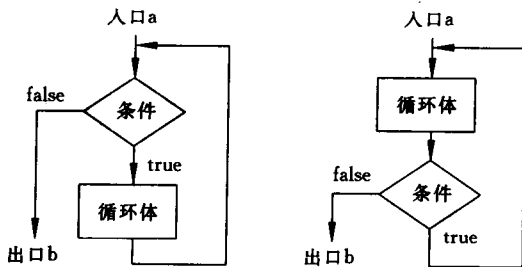 入口a
false
条件
true
循环体
出口b
入口a
循环体
false
条件
true
出口b